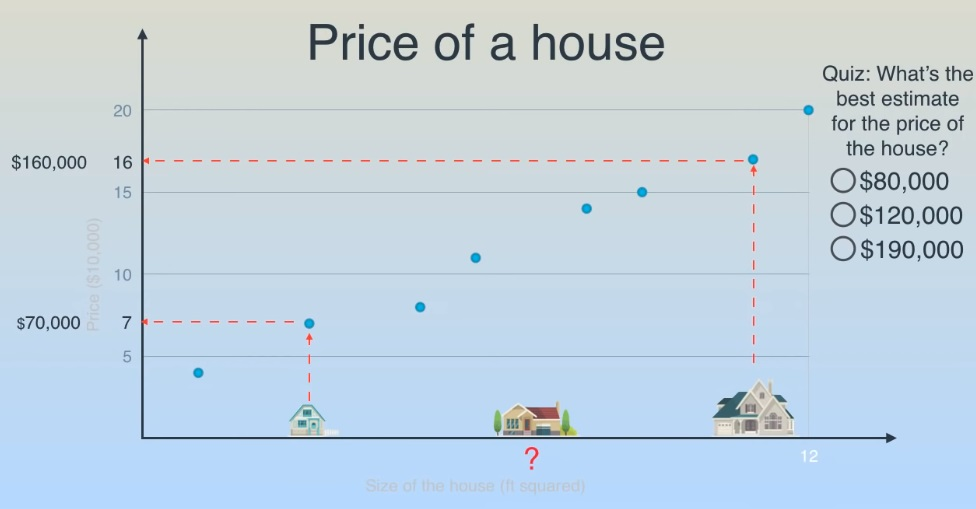 Price of a house
Quiz: What's the
best estimate
for the price of
the house?
$80,000
$120,000
$190,000
20
$160,000 16
15
10
$70,000 7
5
Price ($10,000)
?
12
Size of the house (ft squared)